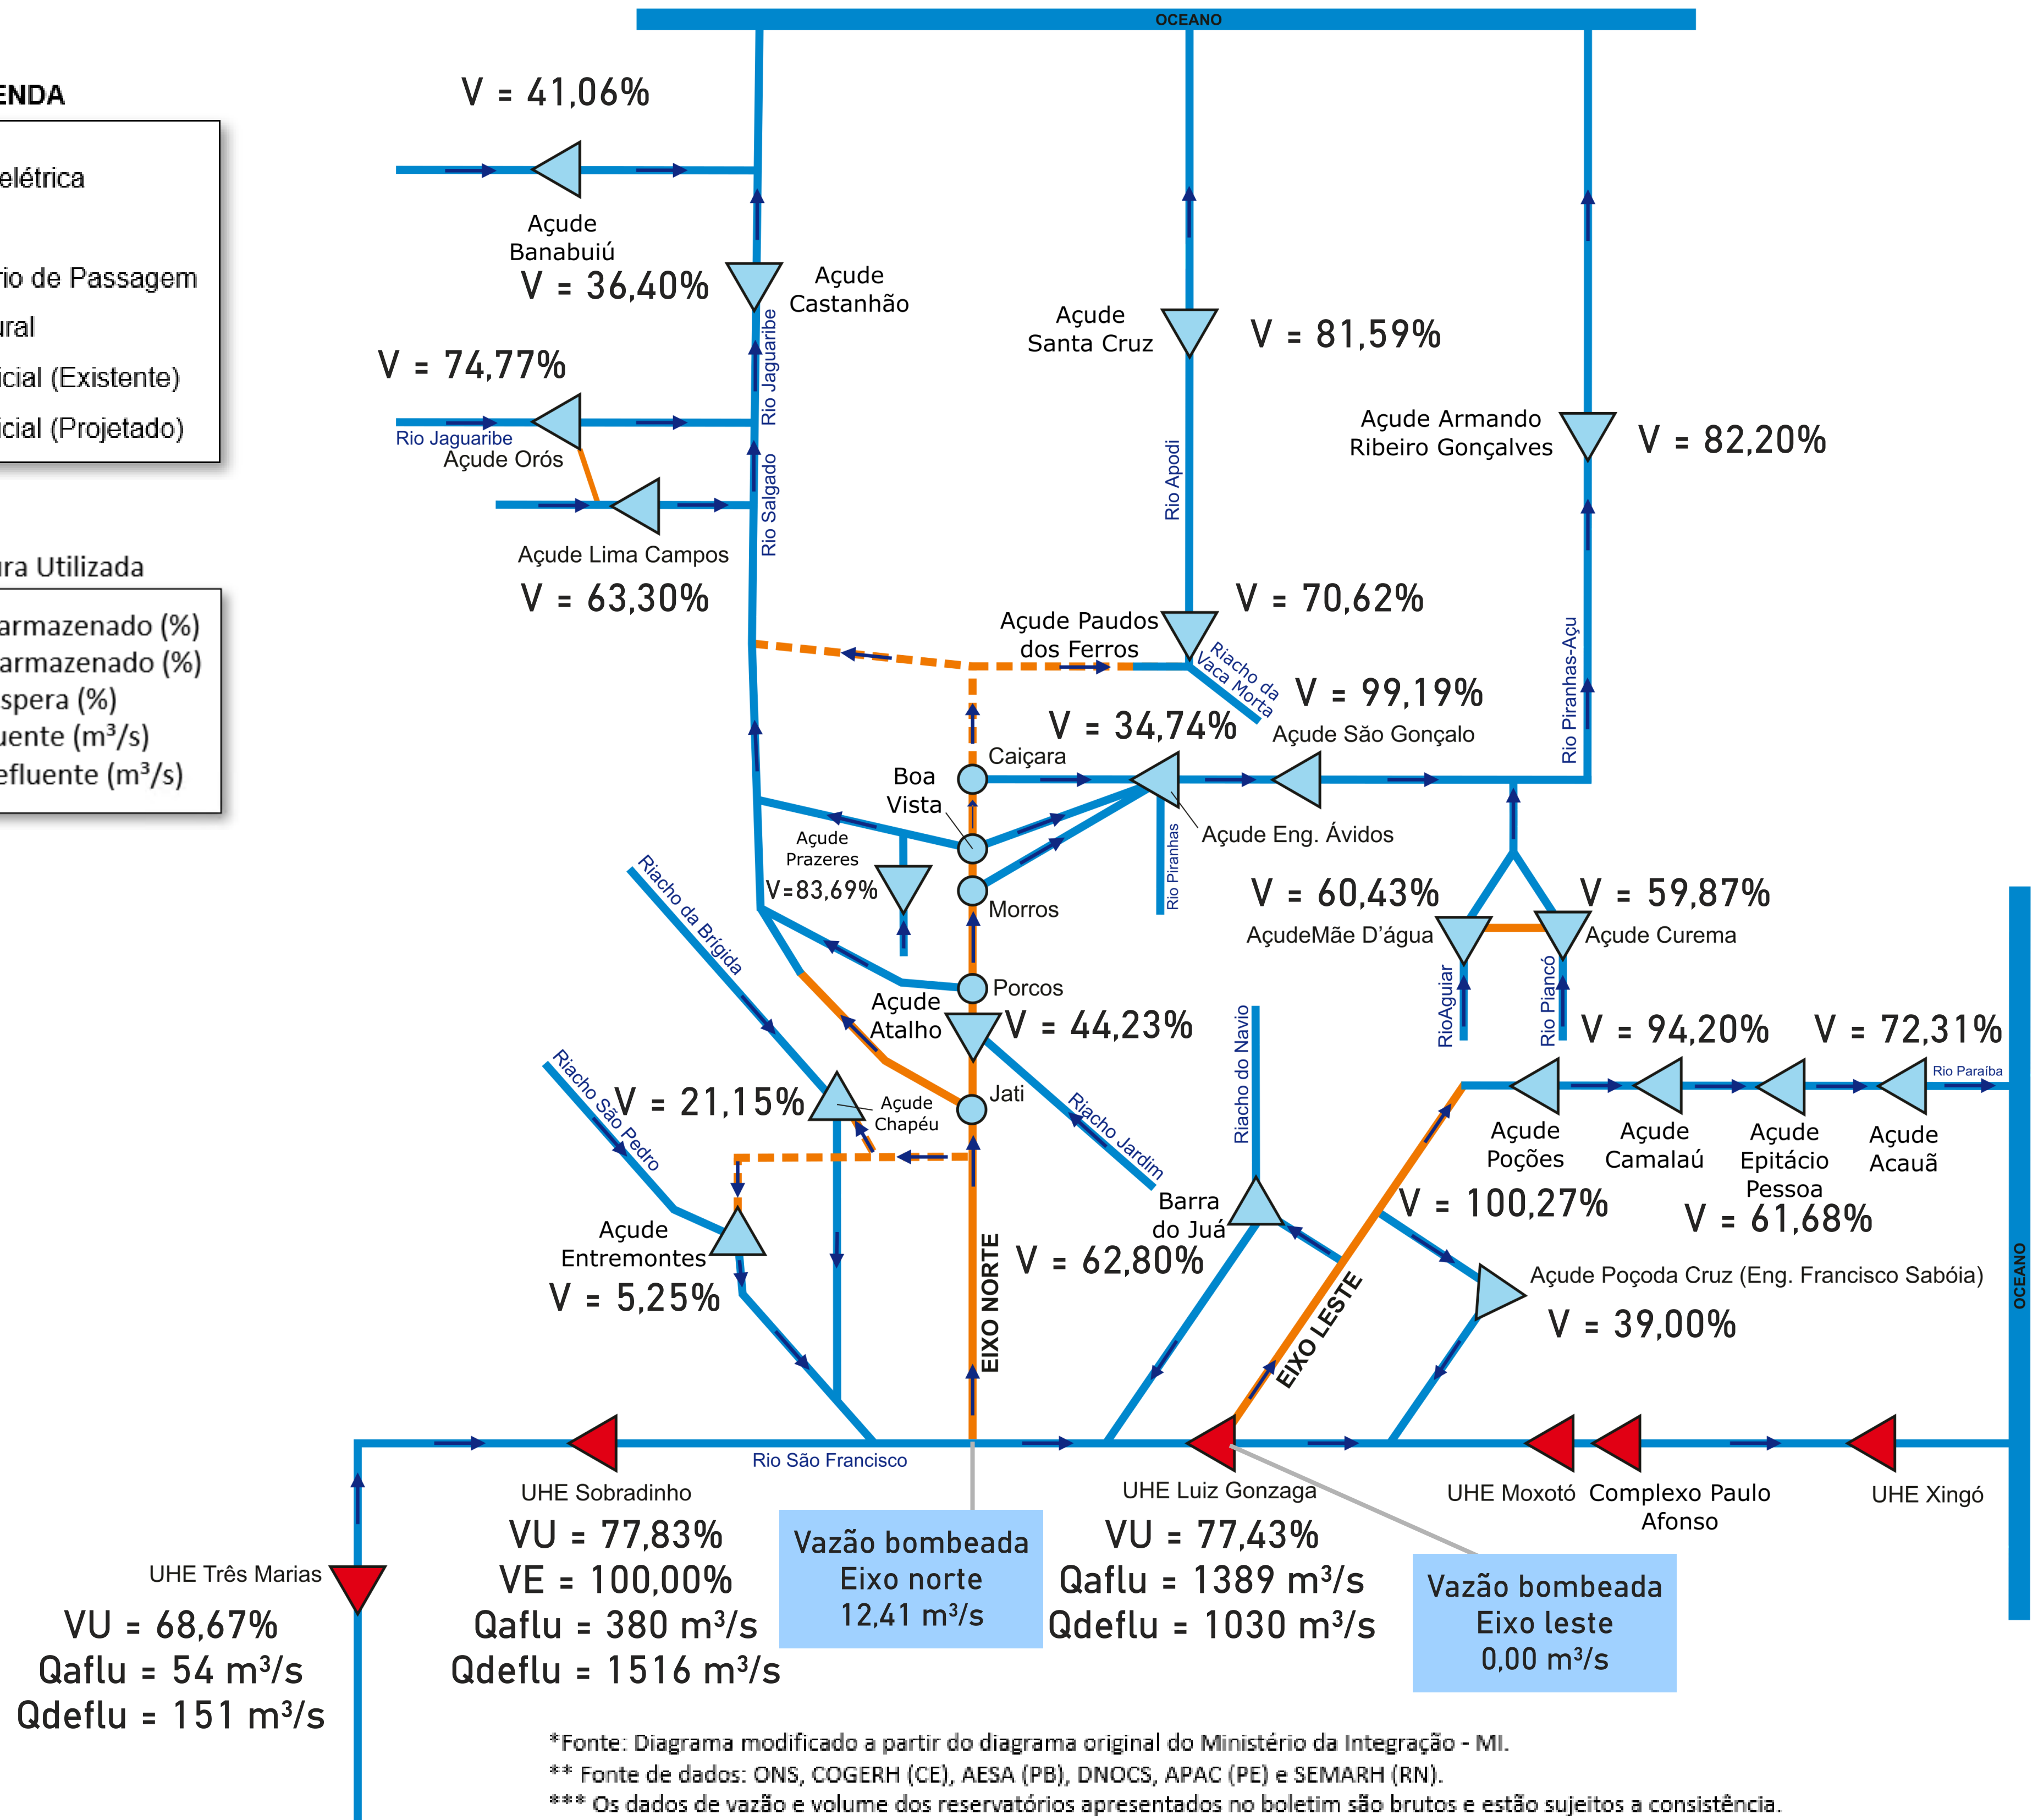 OCEANO
V = 41,06%
ENDA
elétrica
rio de Passagem
ural
icial (Existente)
icial (Projetado)
Açude
Banabuiú
V = 36,40%
Açude
Castanhão
Rio Jaguaribe
V = 74,77%
Rio Jaguaribe
Açude Orós
Rio Salgado
Açude Lima Campos
V = 63,30%
Açude
Santa Cruz
V = 81,59%
Rio Apodi
Açude Armando
Ribeiro Gonçalves
V = 82,20%
ura Utilizada
armazenado (%)
armazenado (%)
spera (%)
uente (m³/s)
efluente (m³/s)
Açude Paudos
dos Ferros
V = 70,62%
Riacho da
Vaca Morta
Rio Piranhas-Açu
V = 99,19%
V = 34,74%
Açude São Gonçalo
Caiçara
Boa
Vista
Açude Eng. Ávidos
Rio Piranhas
Açude
Prazeres
V=83,69%
Morros
Riacho da Brígida
V = 60,43%
AçudeMãe D'água
V = 59,87%
Açude Curema
RioAguiar
Rio Piancó
Porcos
Açude
Atalho
V = 44,23%
Riacho do Navio
V = 94,20%
V = 72,31%
Rio Paraíba
Riacho São Pedro
V = 21,15%
Açude
Chapéu
Jati
Riacho Jardim
Açude
Poções
Açude
Camalaú
Açude
Epitácio
Pessoa
Açude
Acauã
V = 100,27%
V = 61,68%
Barra
do Juá
V = 62,80%
Açude
Entremontes
V = 5,25%
EIXO NORTE
EIXO LESTE
Açude Poçoda Cruz (Eng. Francisco Sabóia)
V = 39,00%
OCEANO
Rio São Francisco
UHE Sobradinho
VU = 77,83%
VE = 100,00%
Qaflu = 380 m³/s
Qdeflu = 1516 m³/s
Vazão bombeada
Eixo norte
12,41 m³/s
UHE Luiz Gonzaga
VU = 77,43%
Qaflu = 1389 m³/s
Qdeflu = 1030 m³/s
Vazão bombeada
Eixo leste
0,00 m³/s
UHE Moxotó
Complexo Paulo
Afonso
UHE Xingó
UHE Três Marias
VU = 68,67%
Qaflu = 54 m³/s
Qdeflu = 151 m³/s
*Fonte: Diagrama modificado a partir do diagrama original do Ministério da Integração - MI.
** Fonte de dados: ONS, COGERH (CE), AESA (PB), DNOCS, APAC (PE) e SEMARH (RN).
*** Os dados de vazão e volume dos reservatórios apresentados no boletim são brutos e estão sujeitos a consistência.